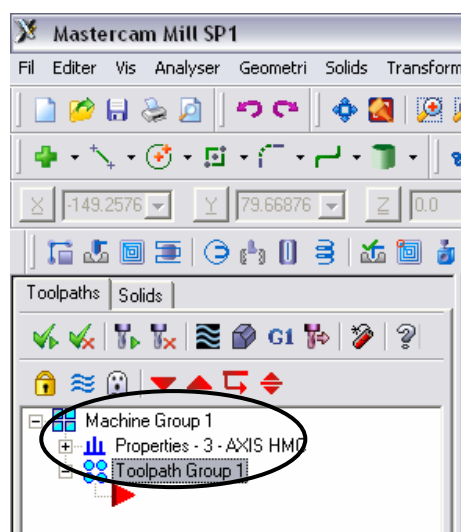 Mastercam Mill SP1
Fil Editer Vis Analyser Geometri Solids Transform
X -149.2576 Y 79.66876 Z 0.0
Toolpaths Solids
G1
Machine Group 1
Properties - 3 - AXIS HMC
Toolpath Group 1